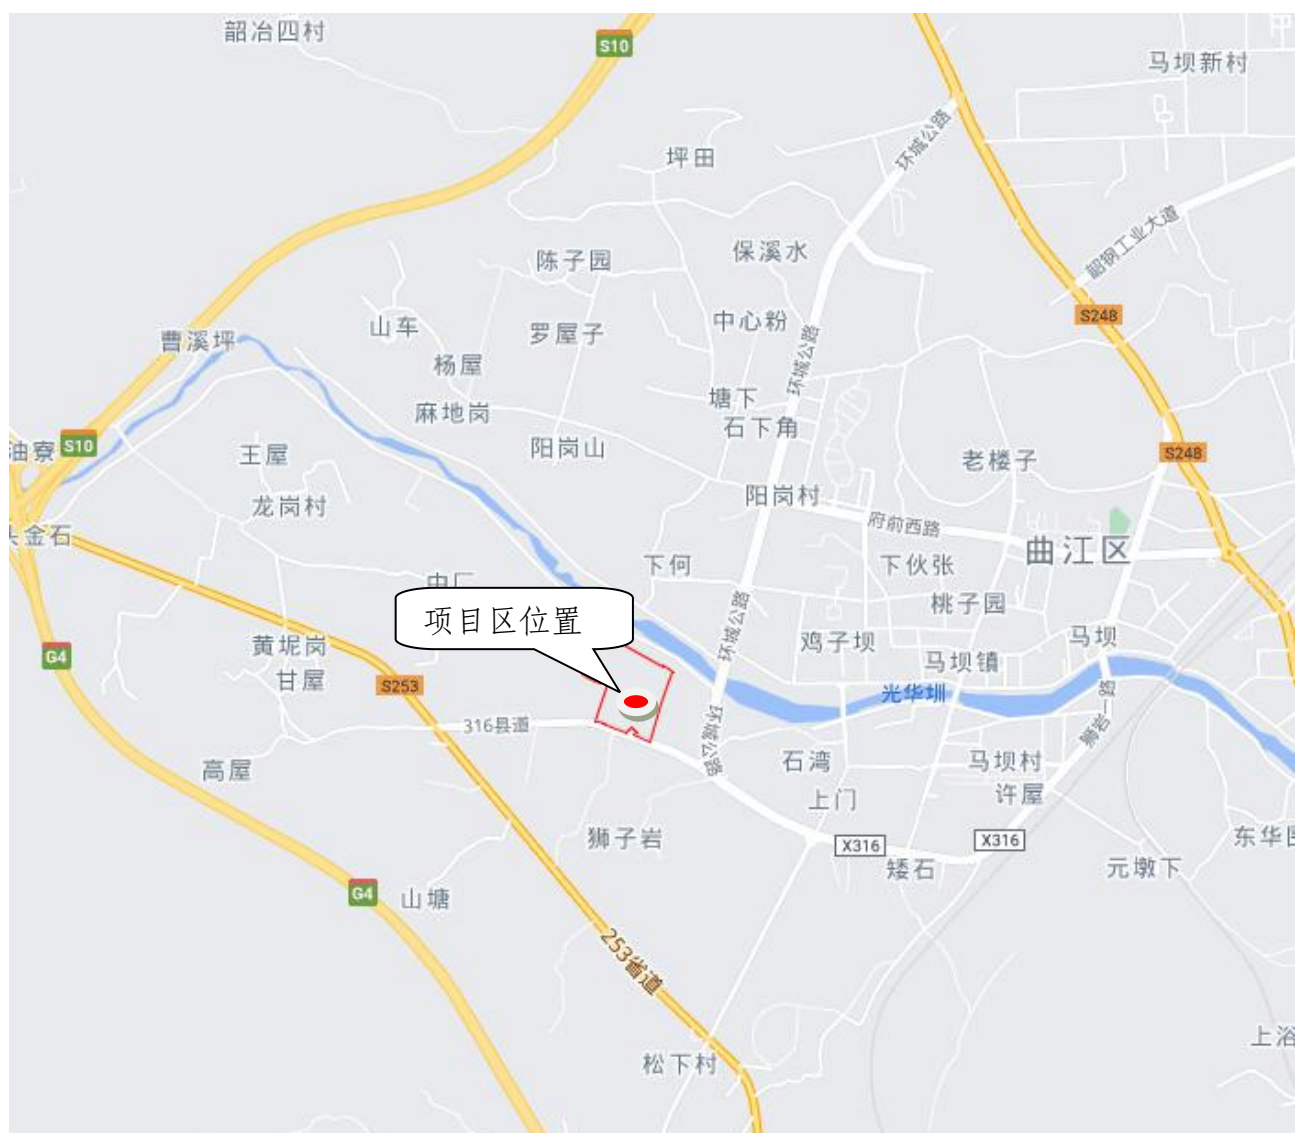 韶冶四村
S10
马坝新村
环城公路
坪田
韶钢工业大道
保溪水
陈子园
S248
中心粉
山车
罗屋子
曹溪坪
环城公路
杨屋
塘下
麻地岗
石下角
S10
油寮
王屋
阳岗山
S248
老楼子
阳岗村
龙岗村
府前西路
金石
曲江区
下何
下伙张
桃子园
项目区位置
环城公路
鸡子坝
马坝
黄坭岗
G4
马坝镇
甘屋
S253
光华圳
狮岩一路
316县道
环城公路
石湾
马坝村
高屋
上门
许屋
狮子岩
X316
X316
东华
矮石
元墩下
G4
山塘
253省道
上浴
松下村